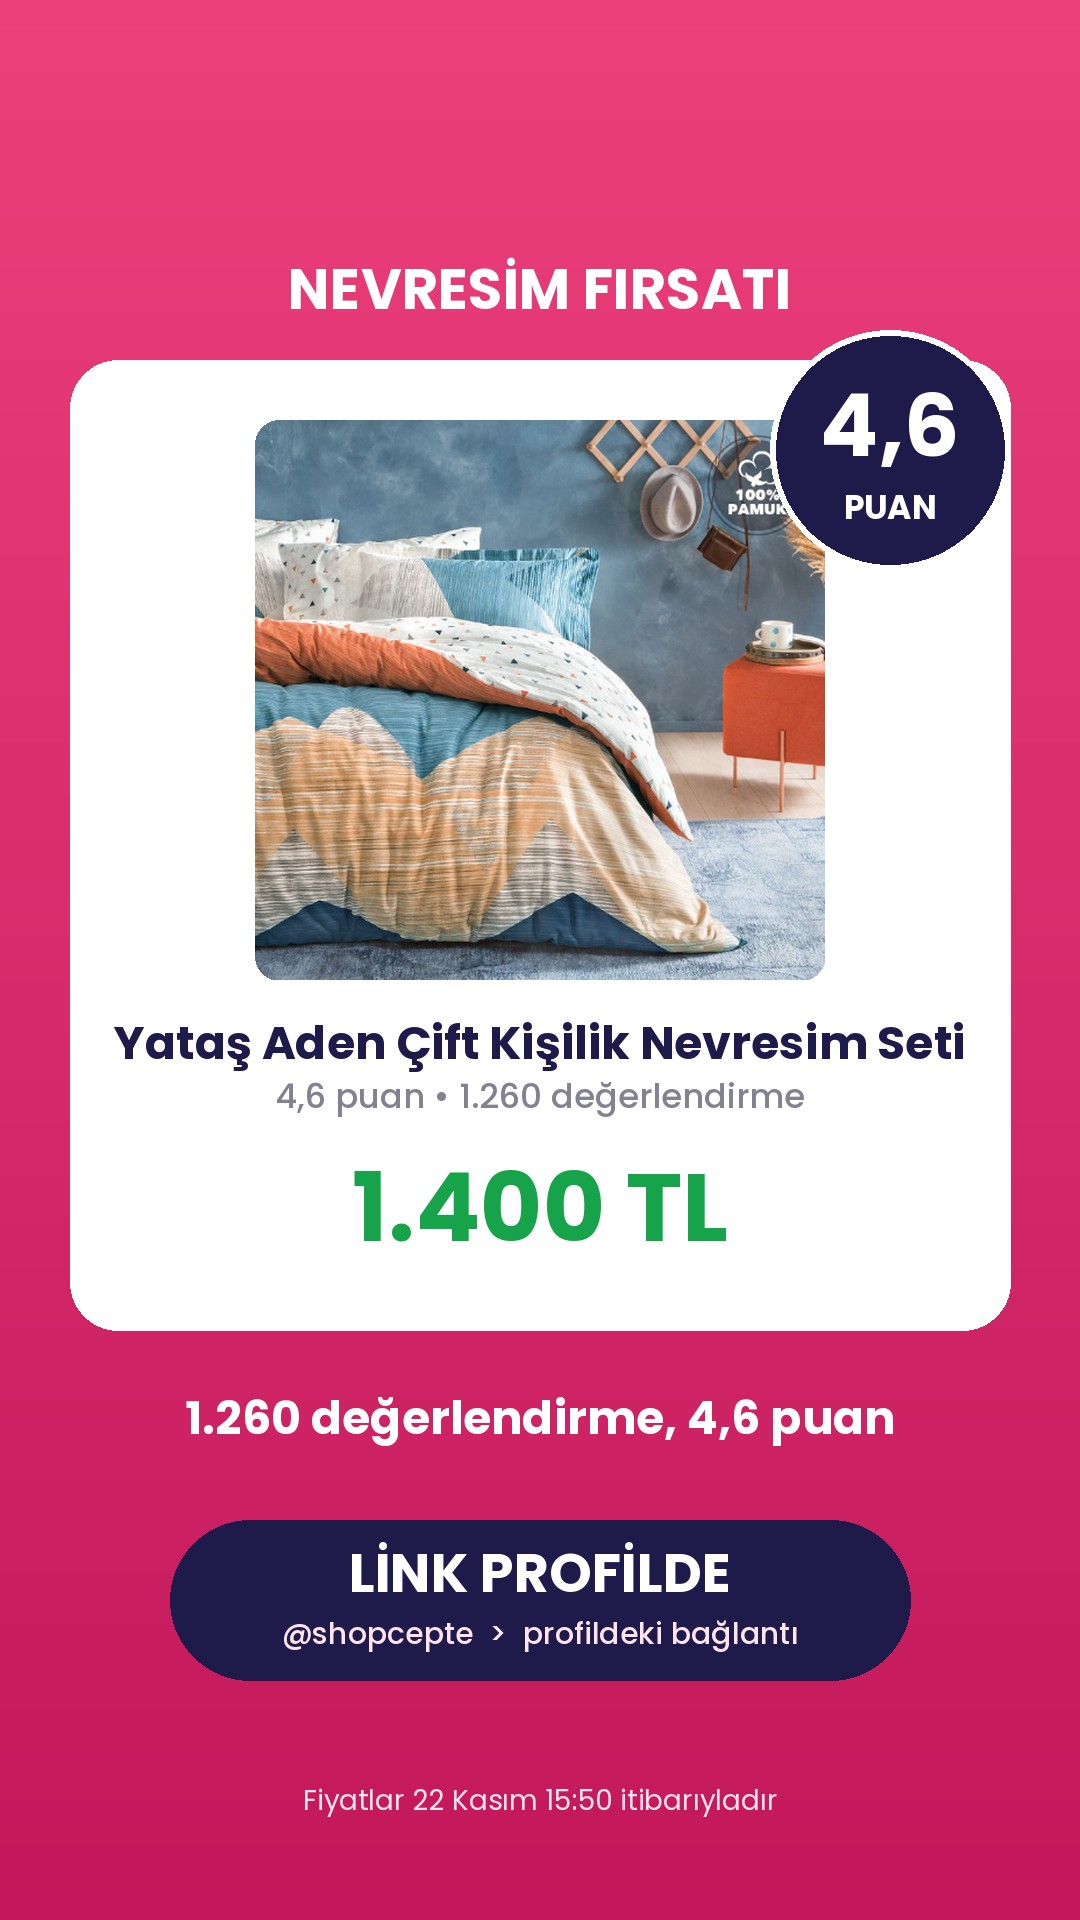 NEVRESİM FIRSATI
4,6
PUAN
100%
PAMUK
Yataş Aden Çift Kişilik Nevresim Seti
4,6 puan • 1.260 değerlendirme
1.400 TL
1.260 değerlendirme, 4,6 puan
LİNK PROFİLDE
@shopcepte > profildeki bağlantı
Fiyatlar 22 Kasım 15:50 itibarıyladır